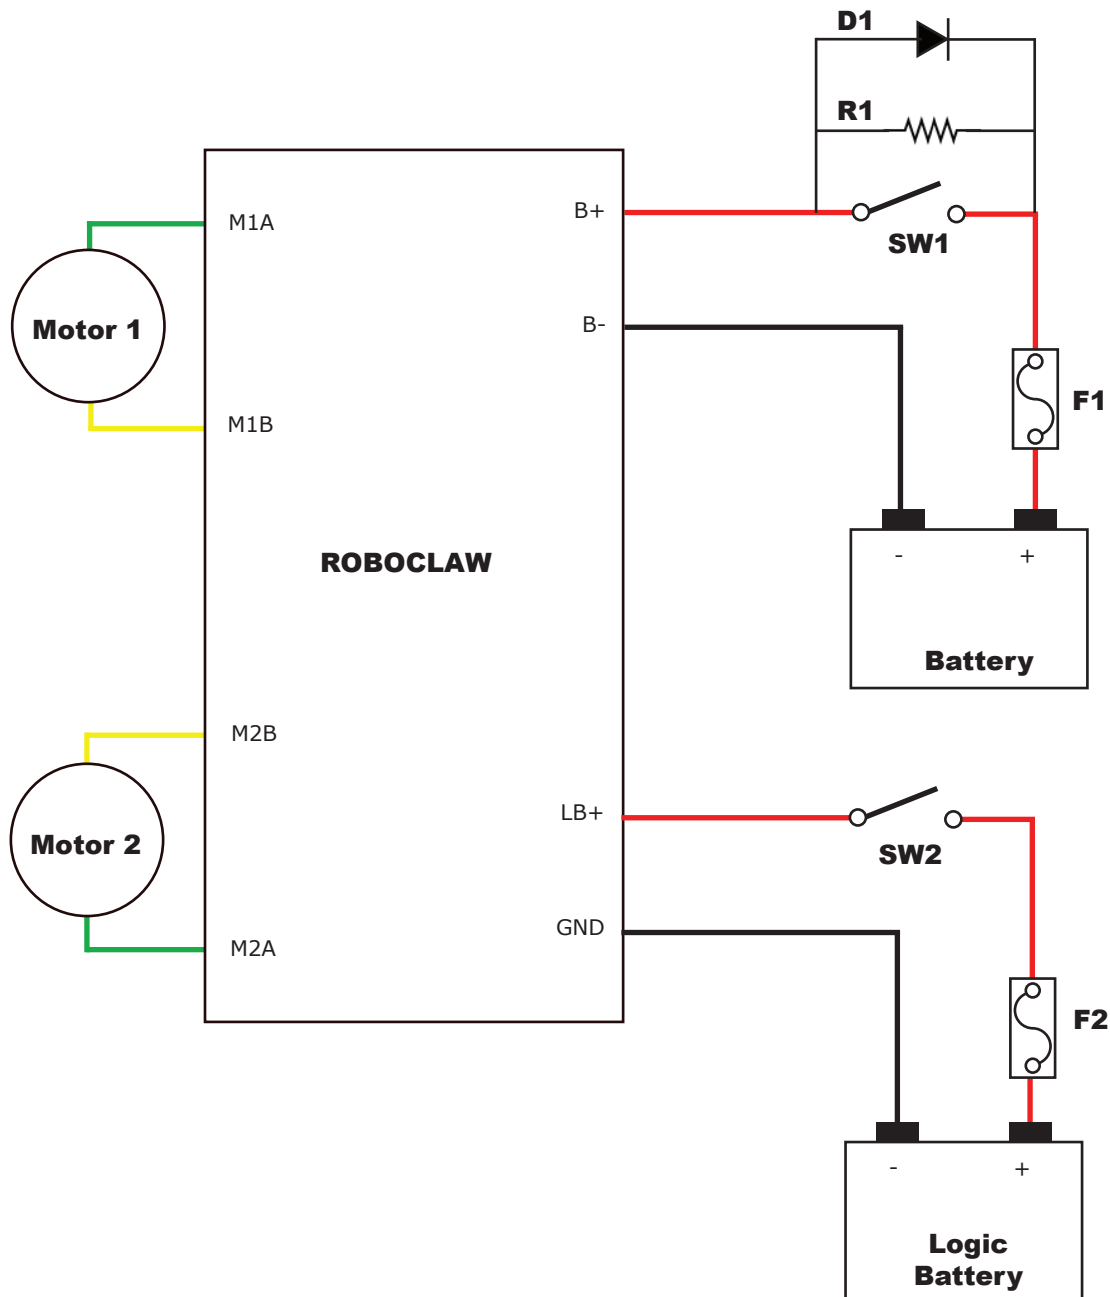 D1
R1
B+
SW1
M1A
B-
Motor 1
F1
M1B
ROBOCLAW
- +
Battery
M2B
LB+
SW2
Motor 2
GND
M2A
F2
- +
Logic
Battery